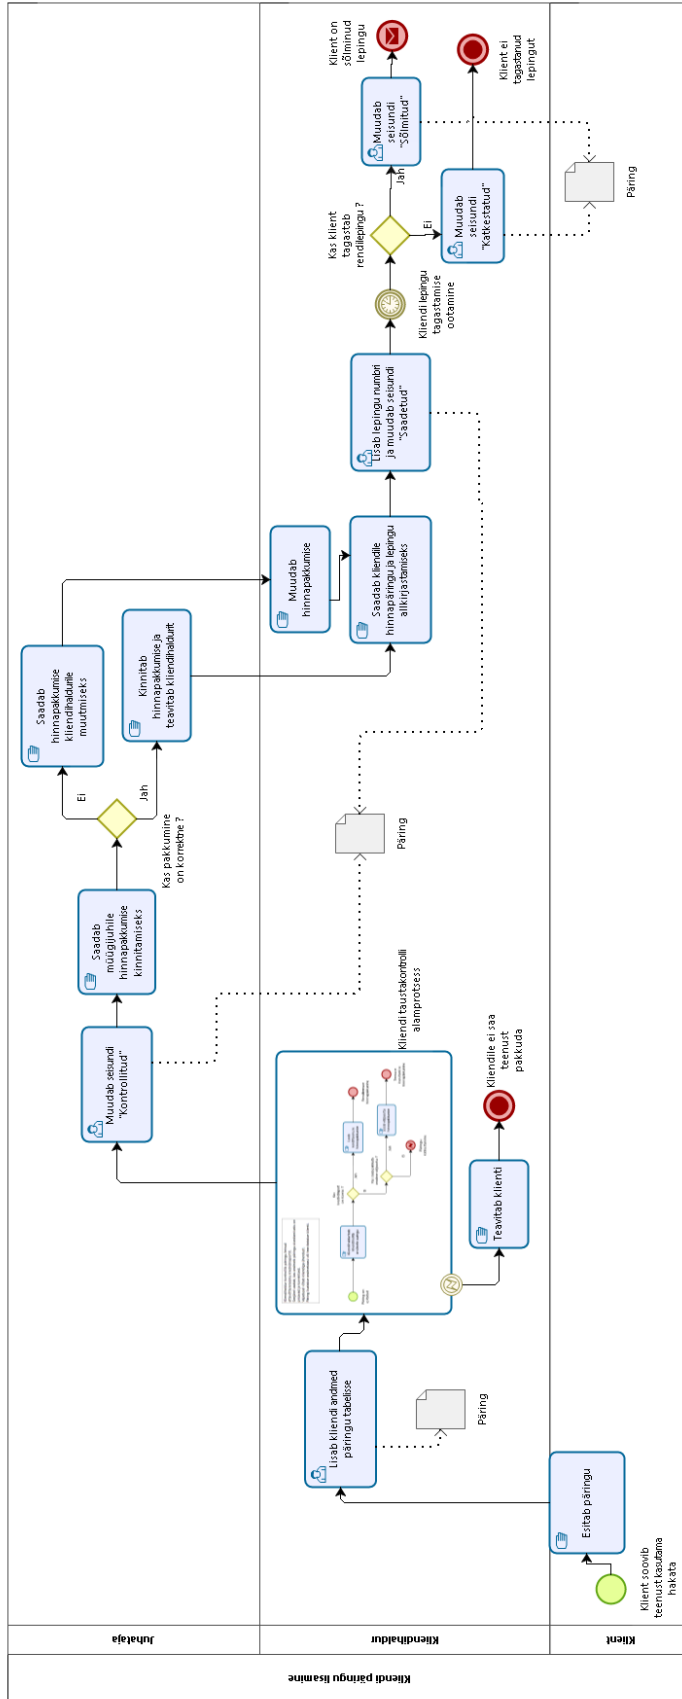 Kliendi päringu lisamine
Juhataja
Kliendihaldur
Klient
Klient soovib
teenust kasutama
hakata
Esitab päringu
Lisab kliendi andmed
päringu tabelisse
Päring
Kliendi taustakontrolli
alamprotsess
Teavitab klienti
Kliendile ei saa
teenust
pakkuda
Muudab seisundi
"Kontrollitud"
Saadab
müügijuhile
hinnapakkumise
kinnitamiseks
Kas pakkumine
on korrektne ?
Ei
Jah
Saadab
hinnapakkumise
kliendihaldurile
muutmiseks
Kinnitab
hinnapakkumise ja
teavitab kliendihaldurit
Päring
Muudab
hinnapakkumise
Saadab kliendile
hinnapäringu ja lepingu
allkirjastamiseks
Lisab lepingu numbri
ja muudab seisundi
"Saadetud"
Kliendi lepingu
tagastamise
ootamine
Kas klient
tagastab
rendilepingu ?
Jah
Ei
Muudab
seisundi
"Sõlmitud"
Muudab
seisundi
"Katkestatud"
Klient on
sõlminud
lepingu
Klient ei
tagastanud
lepingut
Päring